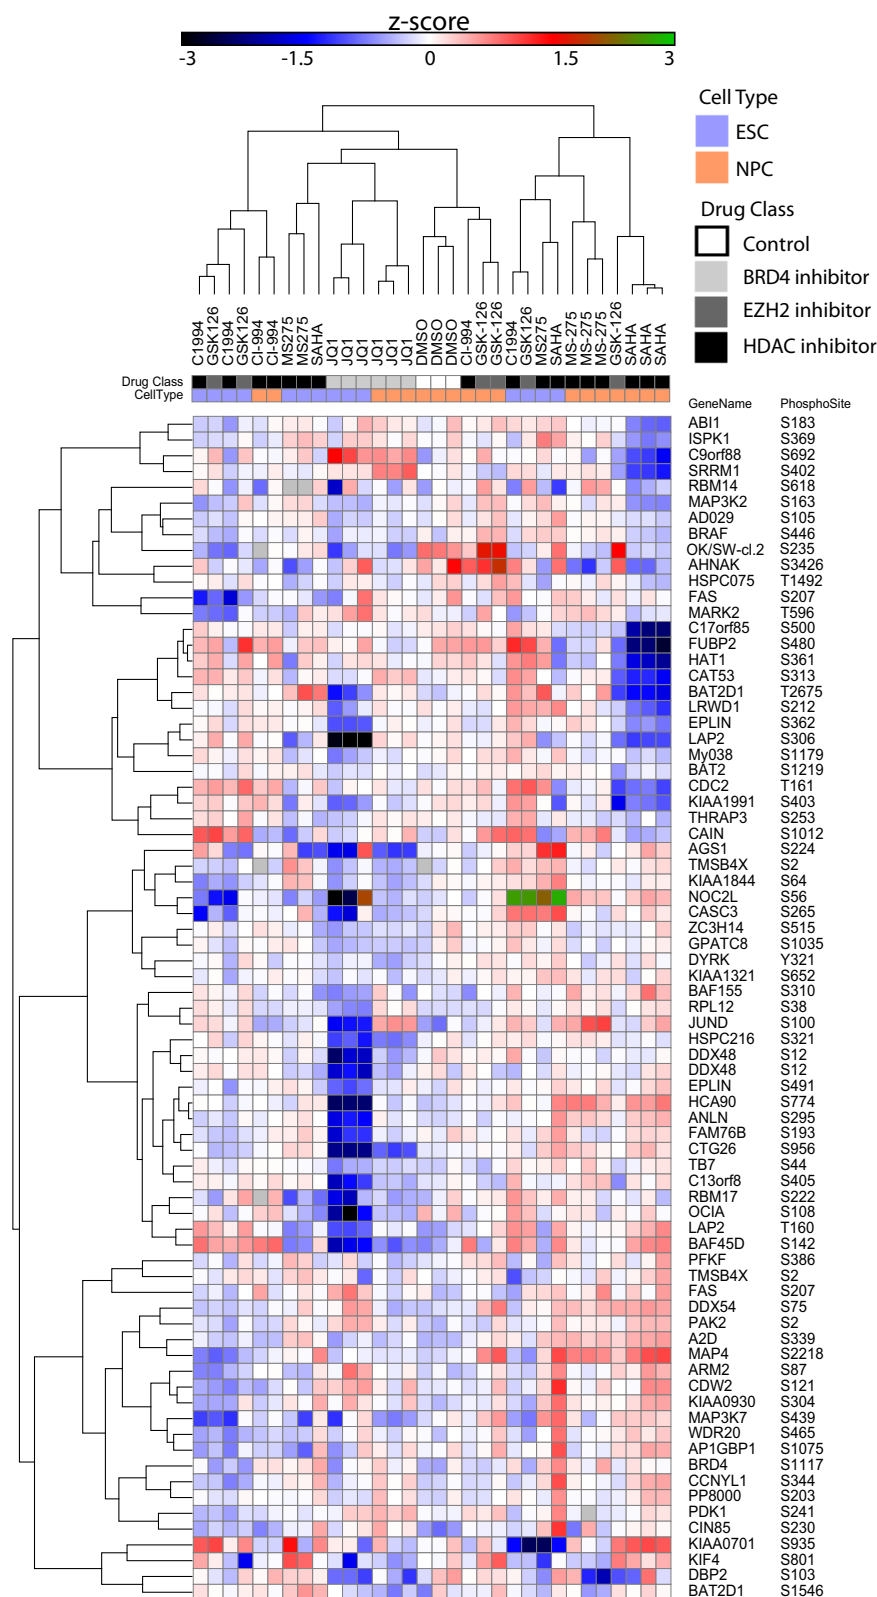 z-score
-3 -1.5 0 1.5 3
Cell Type
ESC
NPC
Drug Class
Control
BRD4 inhibitor
EZH2 inhibitor
HDAC inhibitor
C1994 GSK126 C1994 GSK126 CI-994 CI-994 MS275 MS275 SAHA JQ1 JQ1 JQ1 JQ1 JQ1 JQ1 DMSO DMSO DMSO CI-994 GSK-126 GSK-126 C1994 GSK126 MS275 SAHA MS-275 MS-275 MS-275 GSK-126 SAHA SAHA SAHA
Drug Class
CellType
GeneName PhosphoSite
ABI1 S183
ISPK1 S369
C9orf88 S692
SRRM1 S402
RBM14 S618
MAP3K2 S163
AD029 S105
BRAF S446
OK/SW-cl.2 S235
AHNAK S3426
HSPC075 T1492
FAS S207
MARK2 T596
C17orf85 S500
FUBP2 S480
HAT1 S361
CAT53 S313
BAT2D1 T2675
LRWD1 S212
EPLIN S362
LAP2 S306
My038 S1179
BAT2 S1219
CDC2 T161
KIAA1991 S403
THRAP3 S253
CAIN S1012
AGS1 S224
TMSB4X S2
KIAA1844 S64
NOC2L S56
CASC3 S265
ZC3H14 S515
GPATC8 S1035
DYRK Y321
KIAA1321 S652
BAF155 S310
RPL12 S38
JUND S100
HSPC216 S321
DDX48 S12
DDX48 S12
EPLIN S491
HCA90 S774
ANLN S295
FAM76B S193
CTG26 S956
TB7 S44
C13orf8 S405
RBM17 S222
OCIA S108
LAP2 T160
BAF45D S142
PFKF S386
TMSB4X S2
FAS S207
DDX54 S75
PAK2 S2
A2D S339
MAP4 S2218
ARM2 S87
CDW2 S121
KIAA0930 S304
MAP3K7 S439
WDR20 S465
AP1GBP1 S1075
BRD4 S1117
CCNYL1 S344
PP8000 S203
PDK1 S241
CIN85 S230
KIAA0701 S935
KIF4 S801
DBP2 S103
BAT2D1 S1546